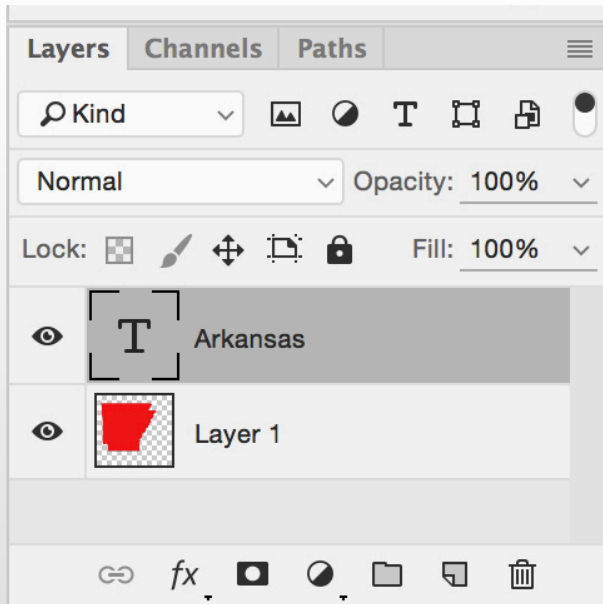 Layers Channels Paths
Kind T
Normal Opacity: 100%
Lock: Fill: 100%
T Arkansas
Layer 1
fx